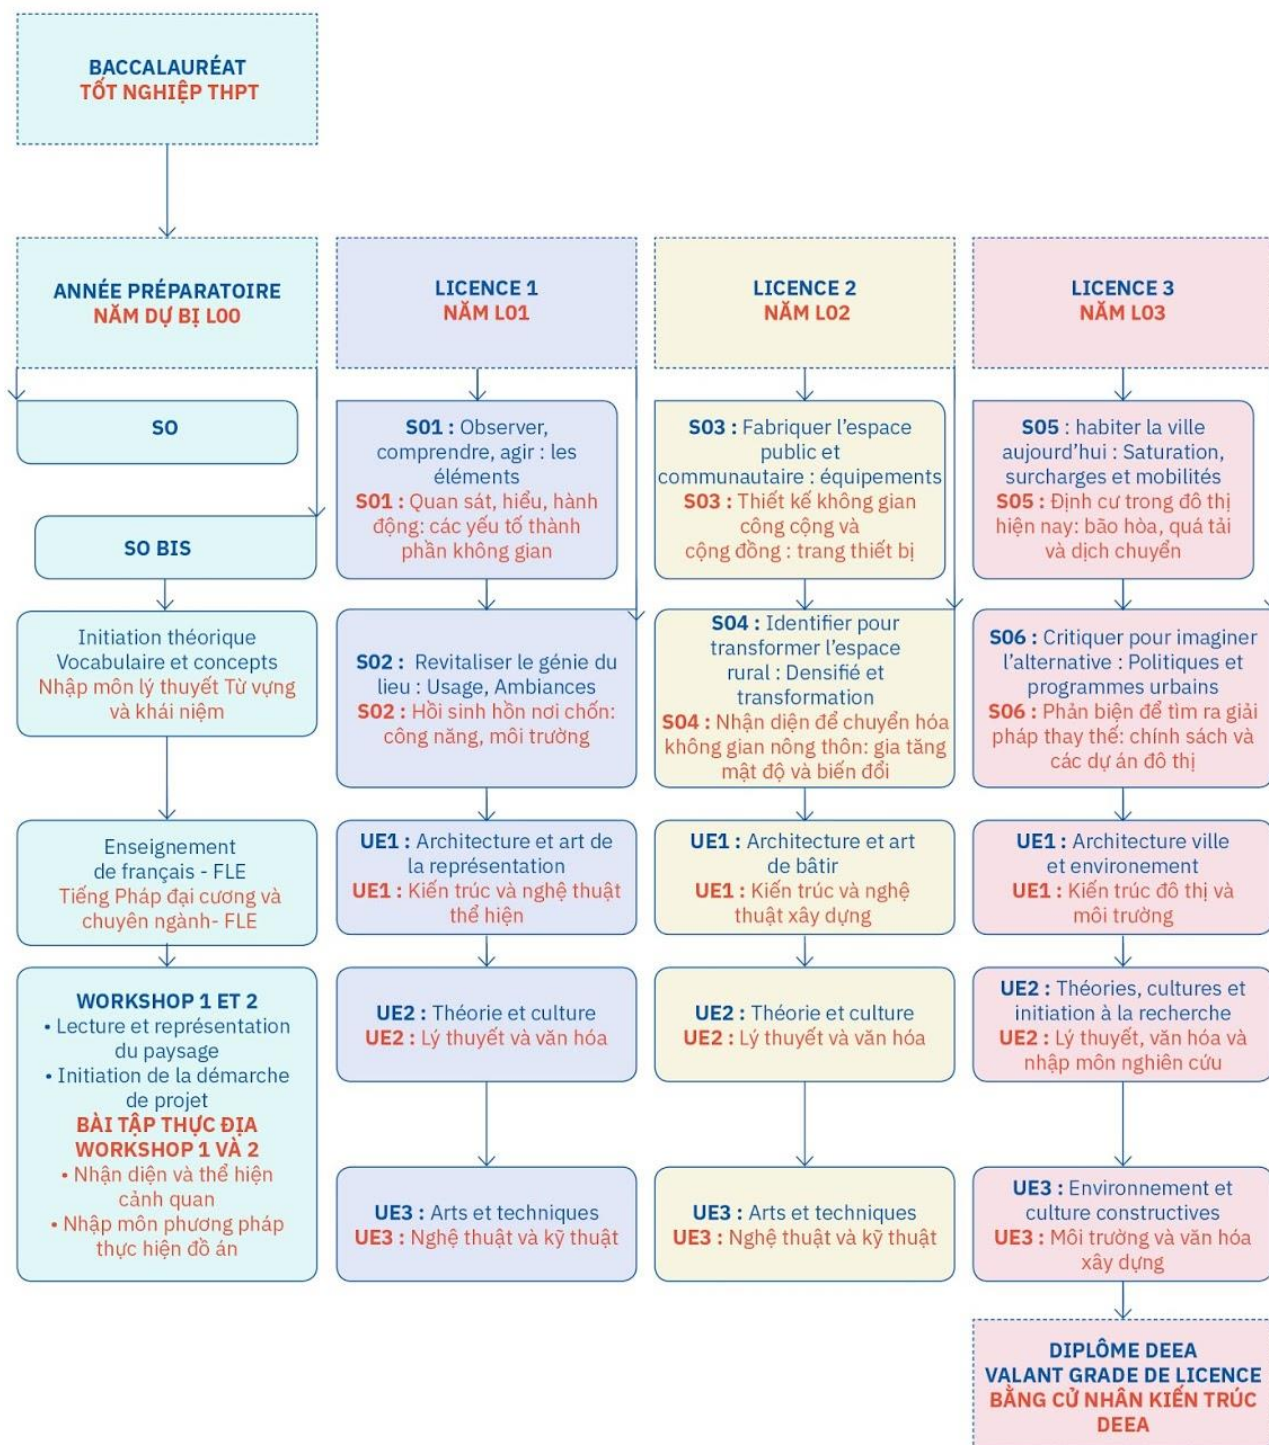 BACCALAURÉAT
TỐT NGHIỆP THPT
ANNÉE PRÉPARATOIRE
NĂM DỰ BỊ L00
SO
SO BIS
Initiation théorique
Vocabulaire et concepts
Nhập môn lý thuyết Từ vựng
và khái niệm
Enseignement
de français - FLE
Tiếng Pháp đại cương và
chuyên ngành- FLE
WORKSHOP 1 ET 2
• Lecture et représentation
du paysage
• Initiation de la démarche
de projet
BÀI TẬP THỰC ĐỊA
WORKSHOP 1 VÀ 2
• Nhận diện và thể hiện
cảnh quan
• Nhập môn phương pháp
thực hiện đồ án
LICENCE 1
NĂM L01
S01 : Observer,
comprendre, agir : les
éléments
S01 : Quan sát, hiểu, hành
động: các yếu tố thành
phần không gian
S02 : Revitaliser le génie du
lieu : Usage, Ambiances
S02 : Hồi sinh hồn nơi chốn:
công năng, môi trường
UE1 : Architecture et art de
la représentation
UE1 : Kiến trúc và nghệ thuật
thể hiện
UE2 : Théorie et culture
UE2 : Lý thuyết và văn hóa
UE3 : Arts et techniques
UE3 : Nghệ thuật và kỹ thuật
LICENCE 2
NĂM L02
S03 : Fabriquer l’espace
public et
communautaire : équipements
S03 : Thiết kế không gian
công cộng và
cộng đồng : trang thiết bị
S04 : Identifier pour
transformer l’espace
rural : Densifié et
transformation
S04 : Nhận diện để chuyển hóa
không gian nông thôn: gia tăng
mật độ và biến đổi
UE1 : Architecture et art
de bâtir
UE1 : Kiến trúc và nghệ
thuật xây dựng
UE2 : Théorie et culture
UE2 : Lý thuyết và văn hóa
UE3 : Arts et techniques
UE3 : Nghệ thuật và kỹ thuật
LICENCE 3
NĂM L03
S05 : habiter la ville
aujourd’hui : Saturation,
surcharges et mobilités
S05 : Định cư trong đô thị
hiện nay: bão hòa, quá tải
và dịch chuyển
S06 : Critiquer pour imaginer
l’alternative : Politiques et
programmes urbains
S06 : Phản biện để tìm ra giải
pháp thay thế: chính sách và
các dự án đô thị
UE1 : Architecture ville
et environement
UE1 : Kiến trúc đô thị và
môi trường
UE2 : Théories, cultures et
initiation à la recherche
UE2 : Lý thuyết, văn hóa và
nhập môn nghiên cứu
UE3 : Environnement et
culture constructives
UE3 : Môi trường và văn hóa
xây dựng
DIPLÔME DEEA
VALANT GRADE DE LICENCE
BẰNG CỬ NHÂN KIẾN TRÚC
DEEA